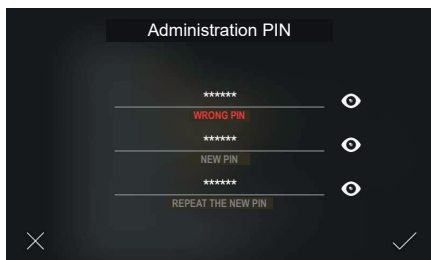 Administration PIN
******
WRONG PIN
******
NEW PIN
******
REPEAT THE NEW PIN